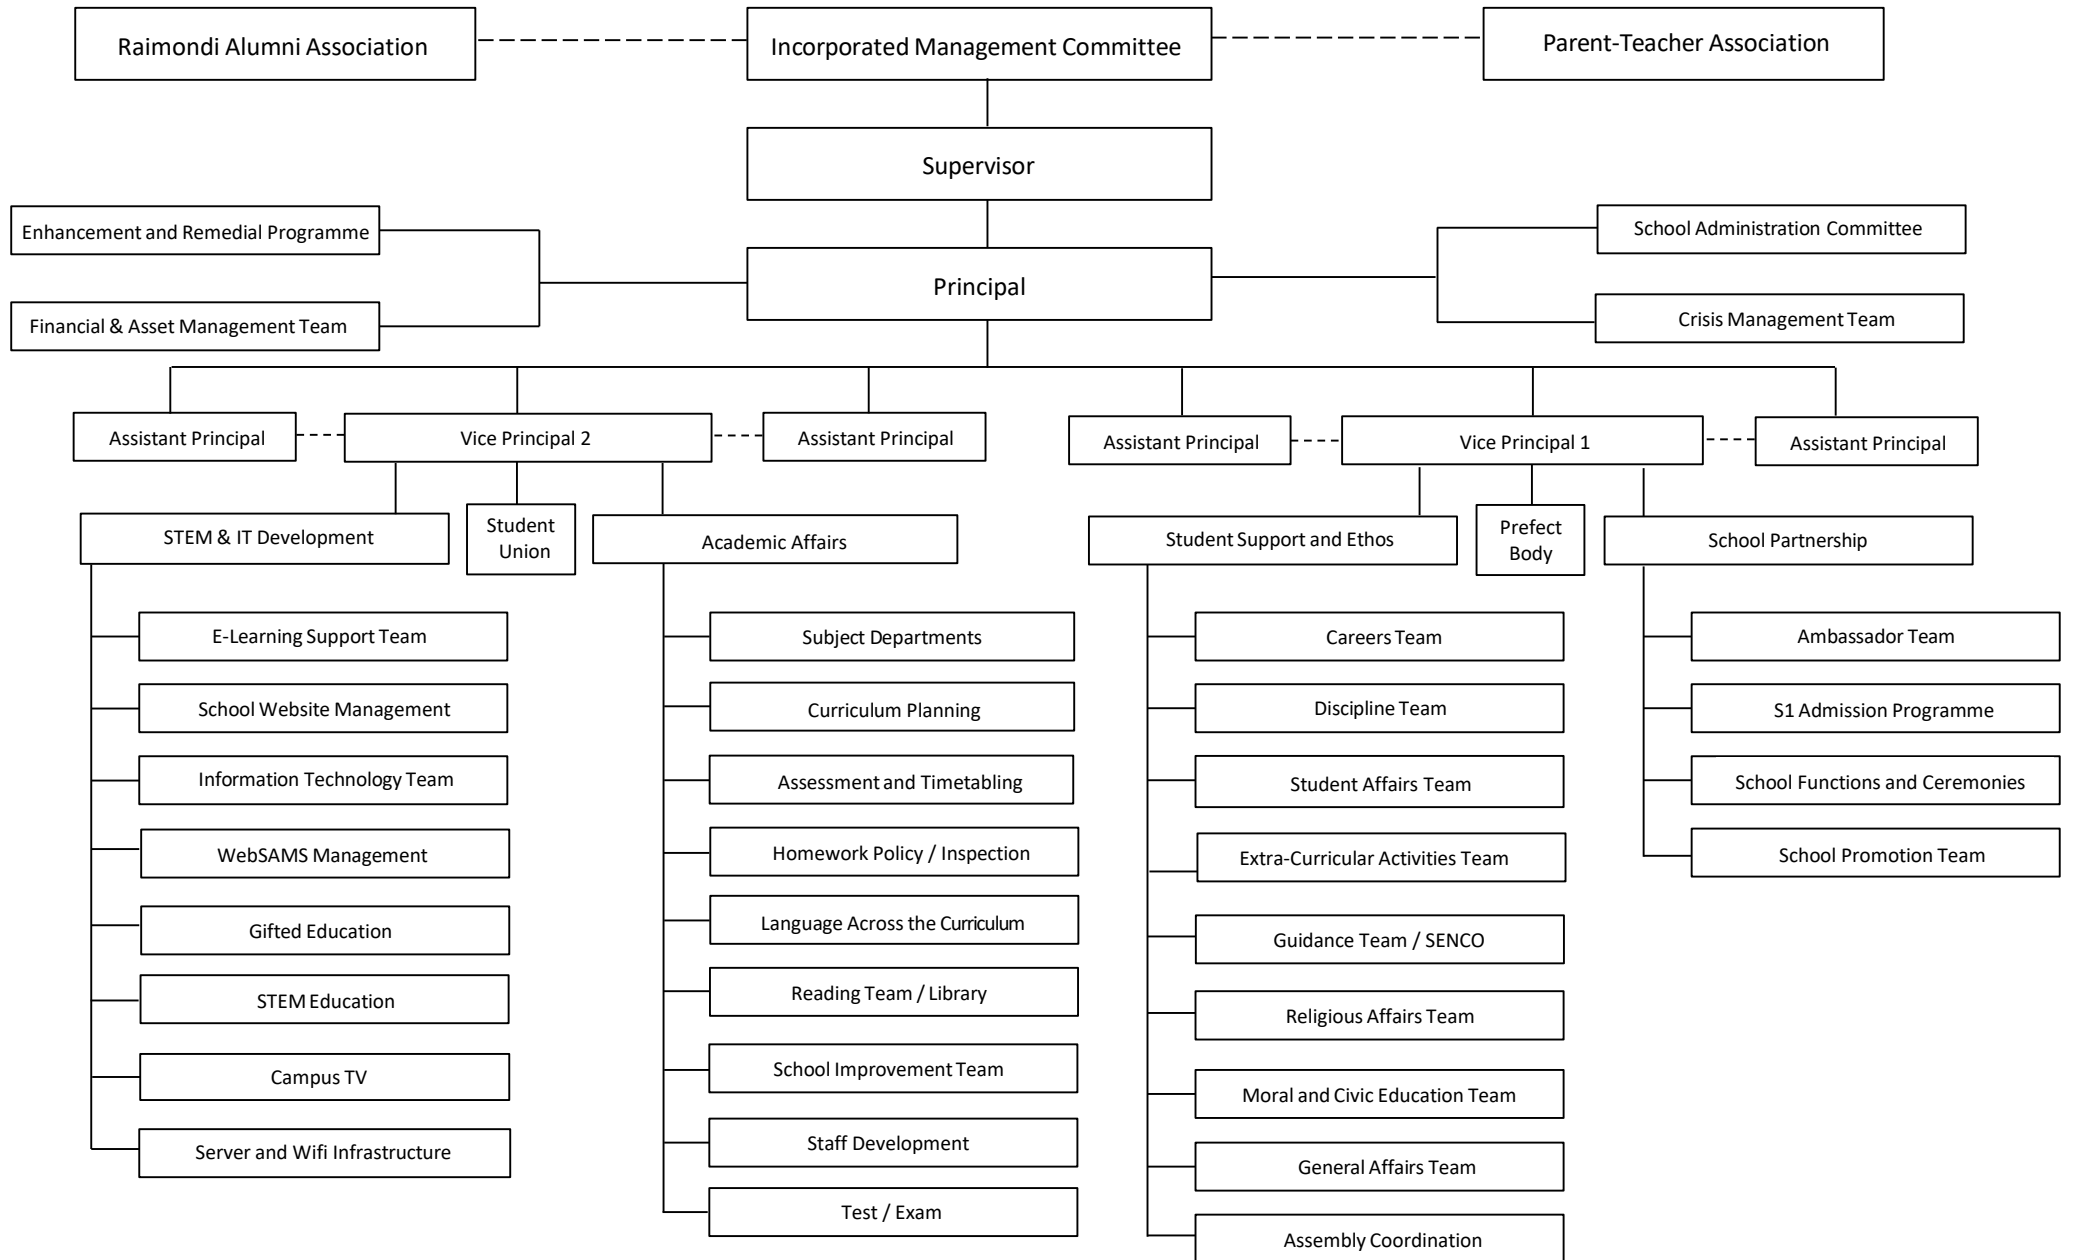 Raimondi Alumni Association
Incorporated Management Committee
Parent-Teacher Association
Supervisor
Enhancement and Remedial Programme
School Administration Committee
Principal
Financial & Asset Management Team
Crisis Management Team
Assistant Principal
Vice Principal 2
Assistant Principal
Assistant Principal
Vice Principal 1
Assistant Principal
STEM & IT Development
Student
Union
Academic Affairs
Student Support and Ethos
Prefect
Body
School Partnership
E-Learning Support Team
School Website Management
Information Technology Team
WebSAMS Management
Gifted Education
STEM Education
Campus TV
Server and Wifi Infrastructure
Subject Departments
Curriculum Planning
Assessment and Timetabling
Homework Policy / Inspection
Language Across the Curriculum
Reading Team / Library
School Improvement Team
Staff Development
Test / Exam
Careers Team
Discipline Team
Student Affairs Team
Extra-Curricular Activities Team
Guidance Team / SENCO
Religious Affairs Team
Moral and Civic Education Team
General Affairs Team
Assembly Coordination
Ambassador Team
S1 Admission Programme
School Functions and Ceremonies
School Promotion Team